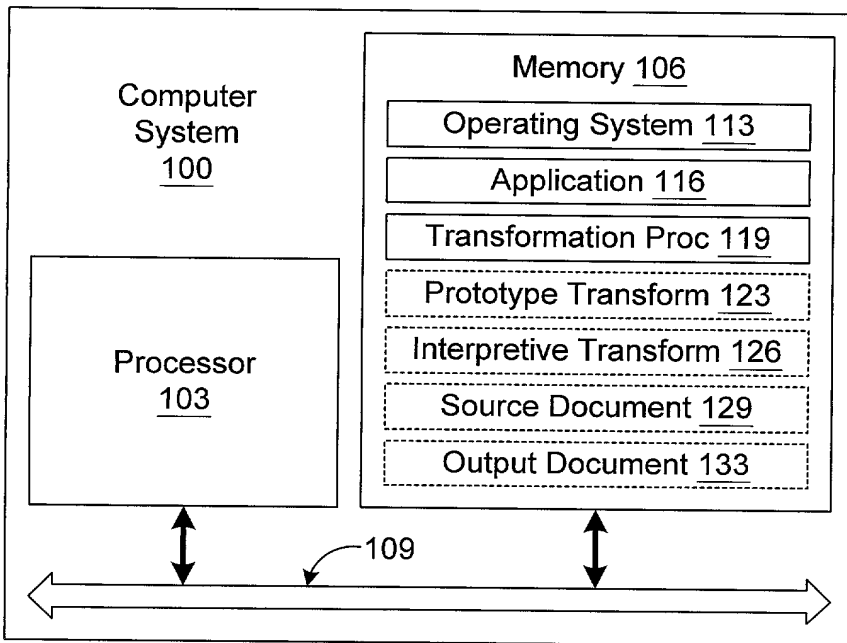 Computer
System
100
Processor
103
Memory 106
Operating System 113
Application 116
Transformation Proc 119
Prototype Transform 123
Interpretive Transform 126
Source Document 129
Output Document 133
109